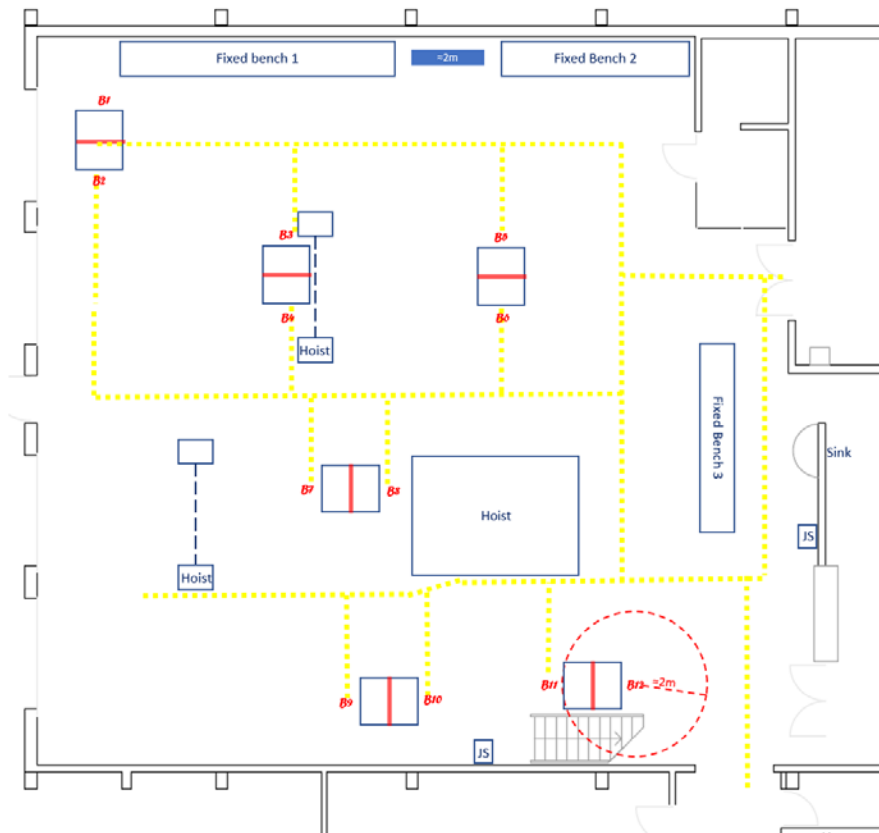 Fixed bench 1
≈2m
Fixed Bench 2
B1
B2
B3
B5
B4
B6
Hoist
Fixed Bench 3
Sink
B7
B8
Hoist
JS
Hoist
B9
B10
B11
B12
≈2m
JS